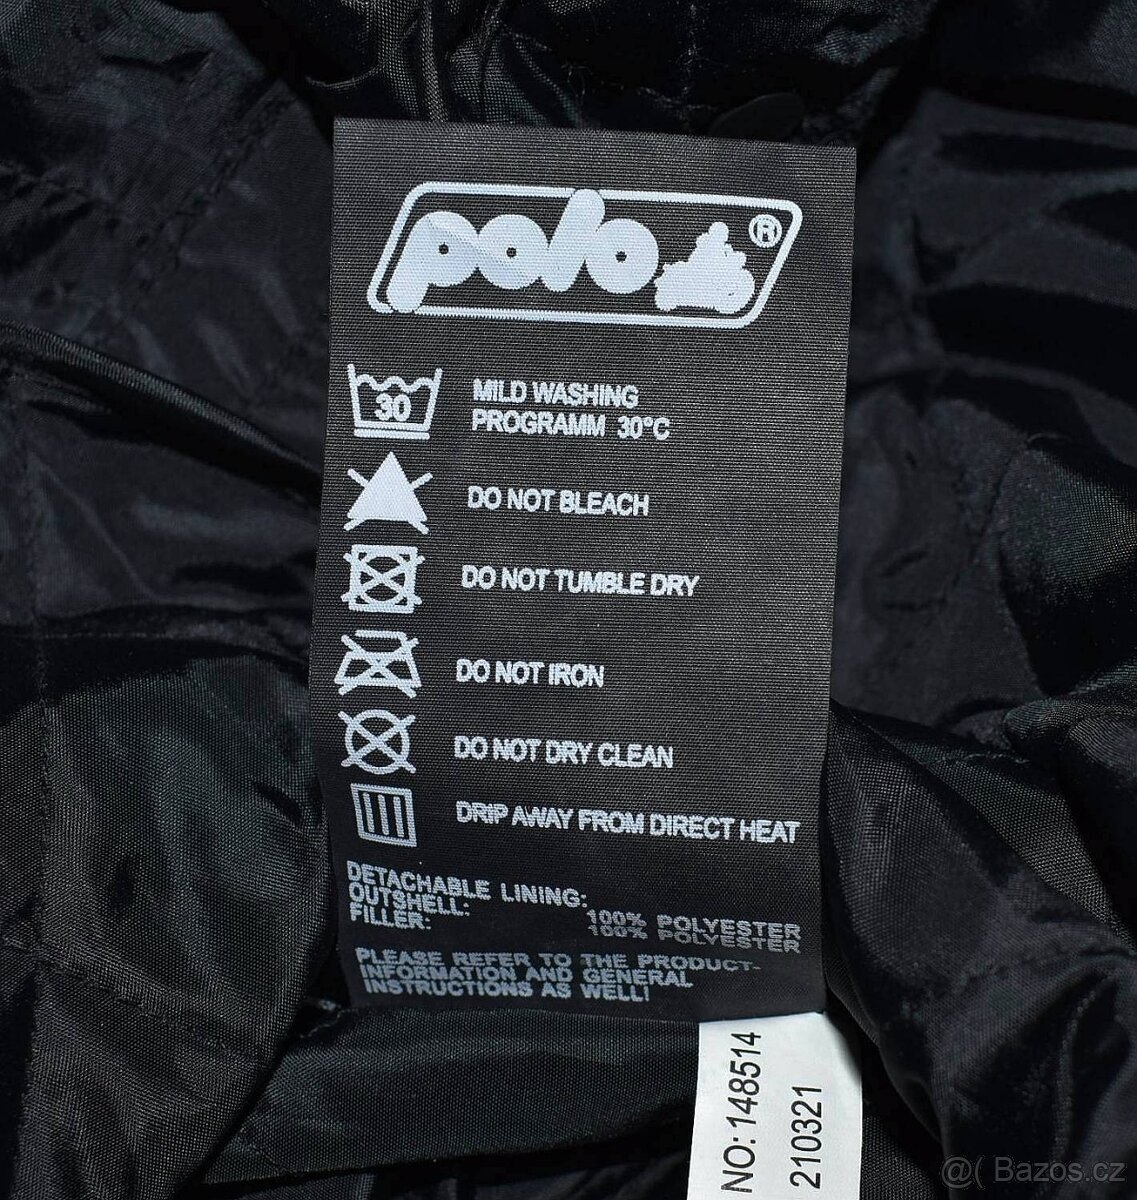 polo ®
30
MILD WASHING
PROGRAMM 30°C
DO NOT BLEACH
DO NOT TUMBLE DRY
DO NOT IRON
DO NOT DRY CLEAN
DRIP AWAY FROM DIRECT HEAT
DETACHABLE LINING:
OUTSHELL: 100% POLYESTER
FILLER: 100% POLYESTER
PLEASE REFER TO THE PRODUCT-
INFORMATION AND GENERAL
INSTRUCTIONS AS WELL!
NO: 148514
210321
@( Bazos.cz